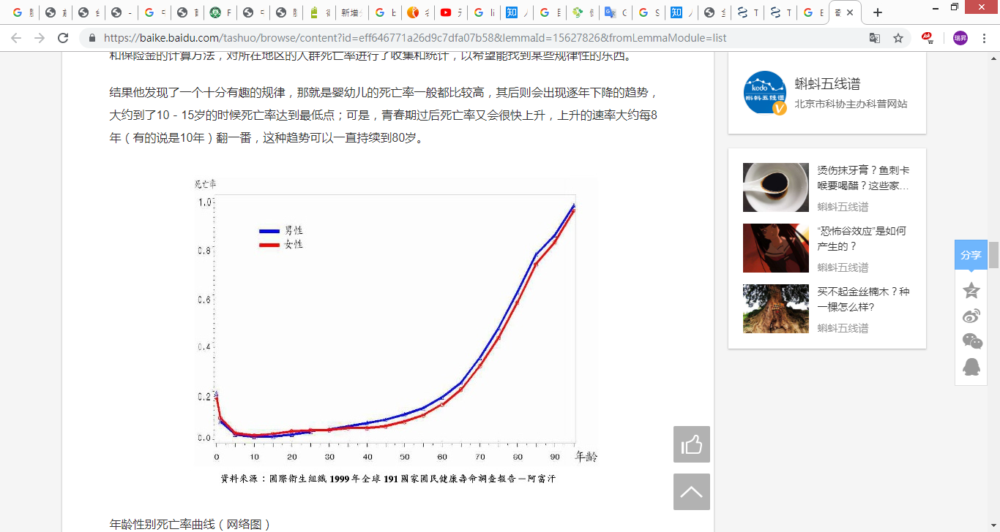 https://baike.baidu.com/tashuo/browse/content?id=eff646771a26d9c7dfa07b58&lemmaId=15627826&fromLemmaModule=list
瑞昇
和保险金的计算方法，对所在地区的人群死亡率进行了收集和统计，以希望能找到某些规律性的东西。
结果他发现了一个十分有趣的规律，那就是婴幼儿的死亡率一般都比较高，其后则会出现逐年下降的趋势，
大约到了10－15岁的时候死亡率达到最低点；可是，青春期过后死亡率又会很快上升，上升的速率大约每8
年（有的说是10年）翻一番，这种趋势可以一直持续到80岁。
死亡率
1.0
0.8
0.6
0.4
0.2
0.0
男性
女性
0 10 20 30 40 50 60 70 80 90 年龄
資料來源：國際衛生組織 1999 年全球 191 國家國民健康壽命調查報告－阿富汗
年龄性别死亡率曲线（网络图）
kedo
蝌蚪五线谱
蝌蚪五线谱
北京市科协主办科普网站
烫伤抹牙膏？鱼刺卡
喉要喝醋？这些家…
蝌蚪五线谱
“恐怖谷效应”是如何
产生的？
蝌蚪五线谱
买不起金丝楠木？种
一棵怎么样?
蝌蚪五线谱
分享